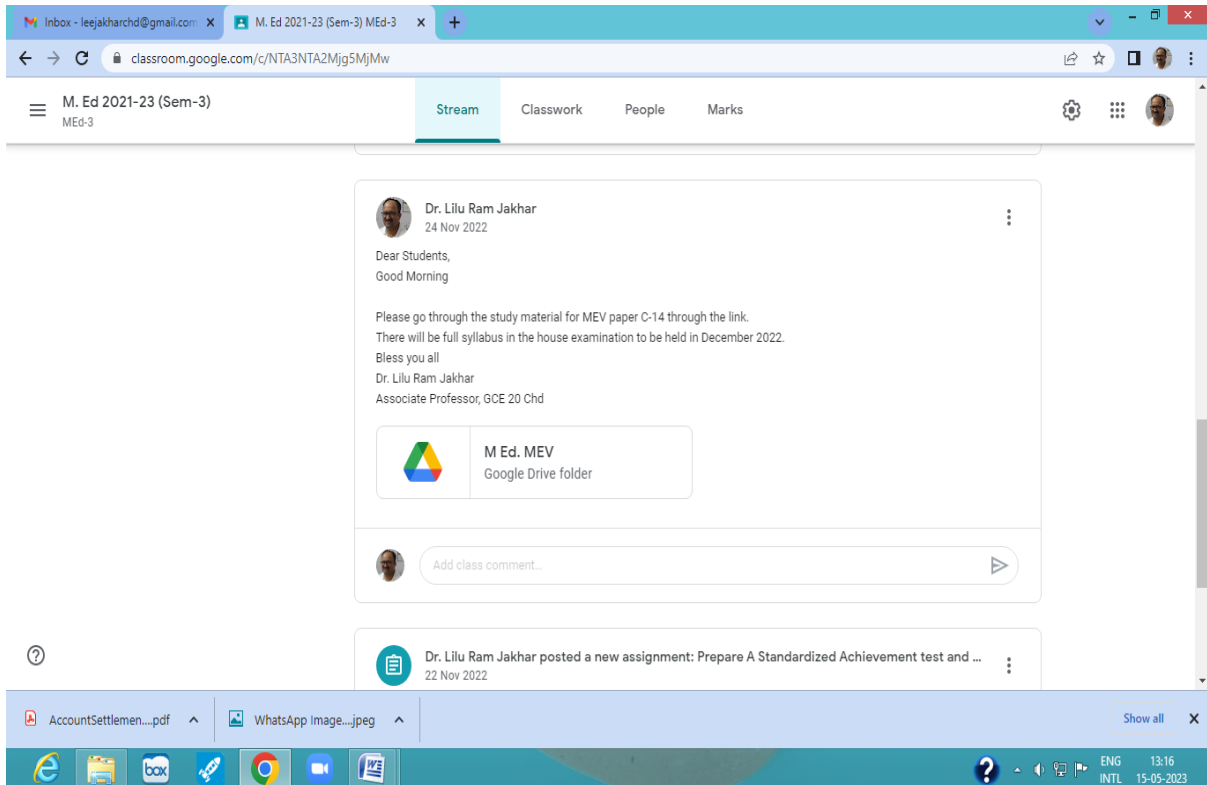 Inbox - leejakharchd@gmail.com
M. Ed 2021-23 (Sem-3) MEd-3
classroom.google.com/c/NTA3NTA2Mjg5MjMw
M. Ed 2021-23 (Sem-3)
MEd-3
Stream Classwork People Marks
Dr. Lilu Ram Jakhar
24 Nov 2022
Dear Students,
Good Morning
Please go through the study material for MEV paper C-14 through the link.
There will be full syllabus in the house examination to be held in December 2022.
Bless you all
Dr. Lilu Ram Jakhar
Associate Professor, GCE 20 Chd
M Ed. MEV
Google Drive folder
Add class comment...
Dr. Lilu Ram Jakhar posted a new assignment: Prepare A Standardized Achievement test and ...
22 Nov 2022
AccountSettlemen....pdf WhatsApp Image....jpeg Show all
box
ENG 13:16
INTL 15-05-2023